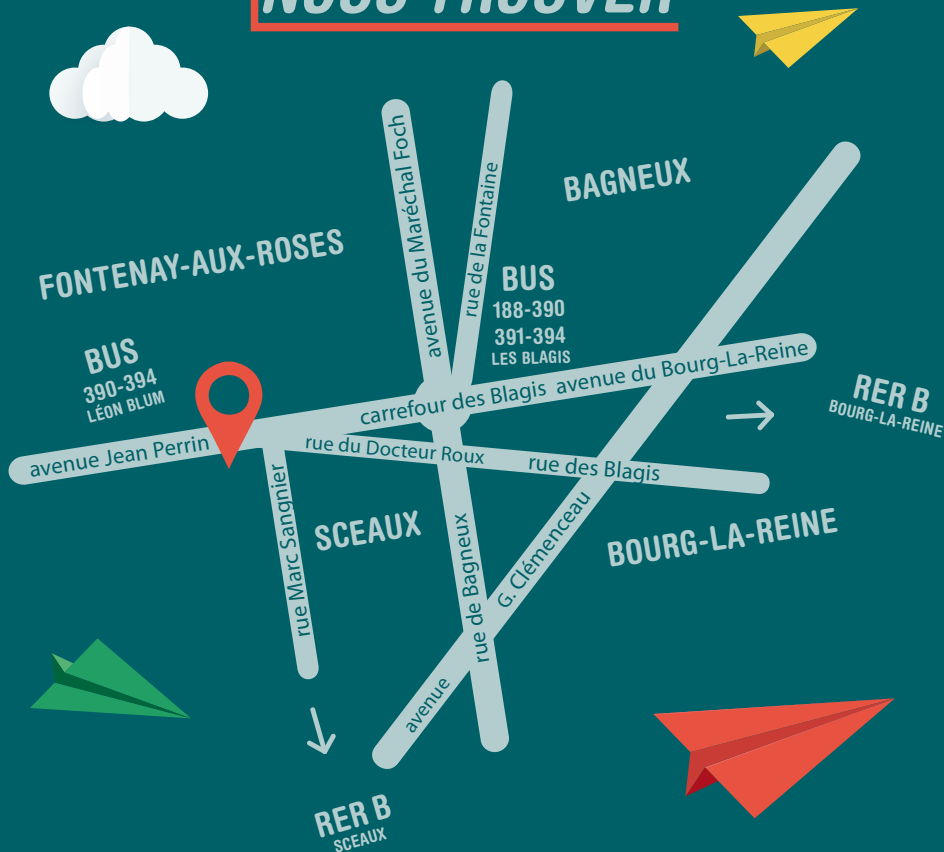 NOUS TROUVER
avenue du Maréchal Foch
rue de la Fontaine
BAGNEUX
FONTENAY-AUX-ROSES
BUS
188-390
391-394
LES BLAGIS
BUS
390-394
LÉON BLUM
carrefour des Blagis
avenue du Bourg-La-Reine
RER B
BOURG-LA-REINE
avenue Jean Perrin
rue du Docteur Roux
rue des Blagis
rue Marc Sangnier
SCEAUX
rue de Bagneux
avenue G. Clémenceau
BOURG-LA-REINE
RER B
SCEAUX